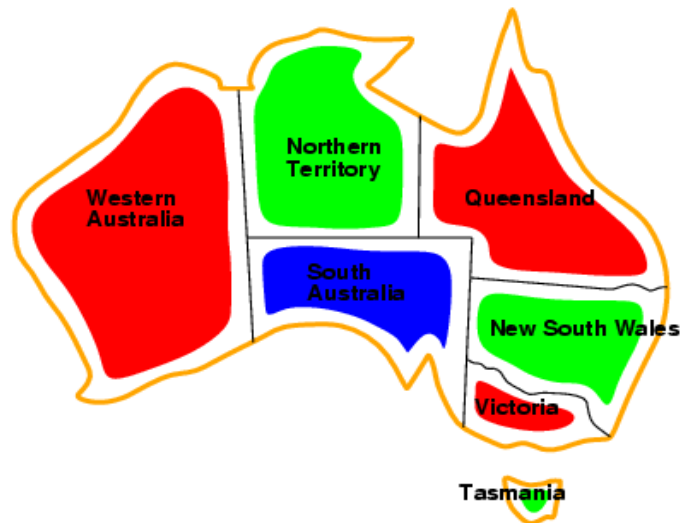 Northern
Territory
Western
Australia
Queensland
South
Australia
New South Wales
Victoria
Tasmania